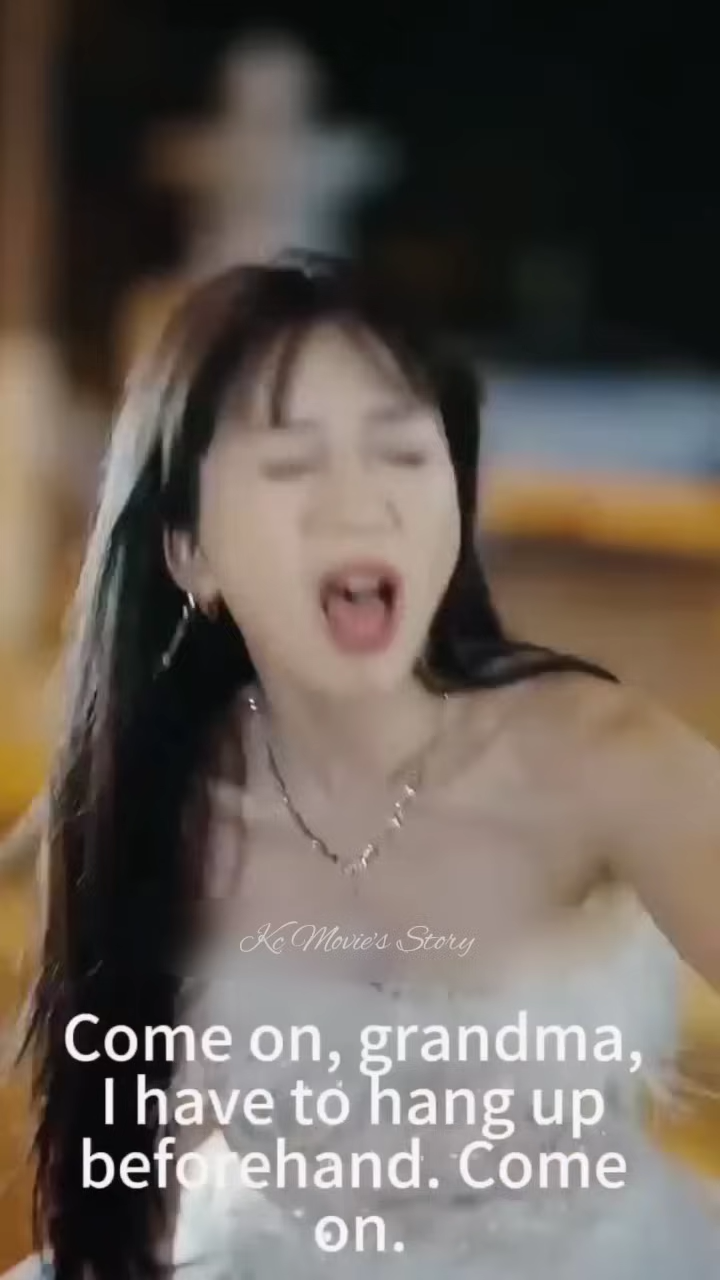 Kc Movie's Story
Come on, grandma,
I have to hang up
beforehand. Come
on.